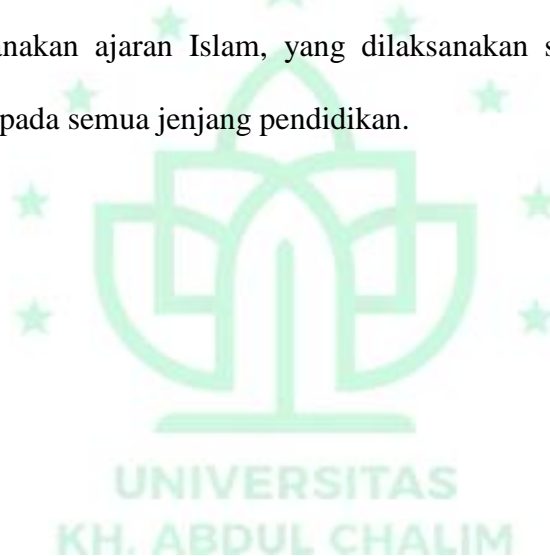 anakan ajaran Islam, yang dilaksanakan s
pada semua jenjang pendidikan.
UNIVERSITAS
KH. ABDUL CHALIM